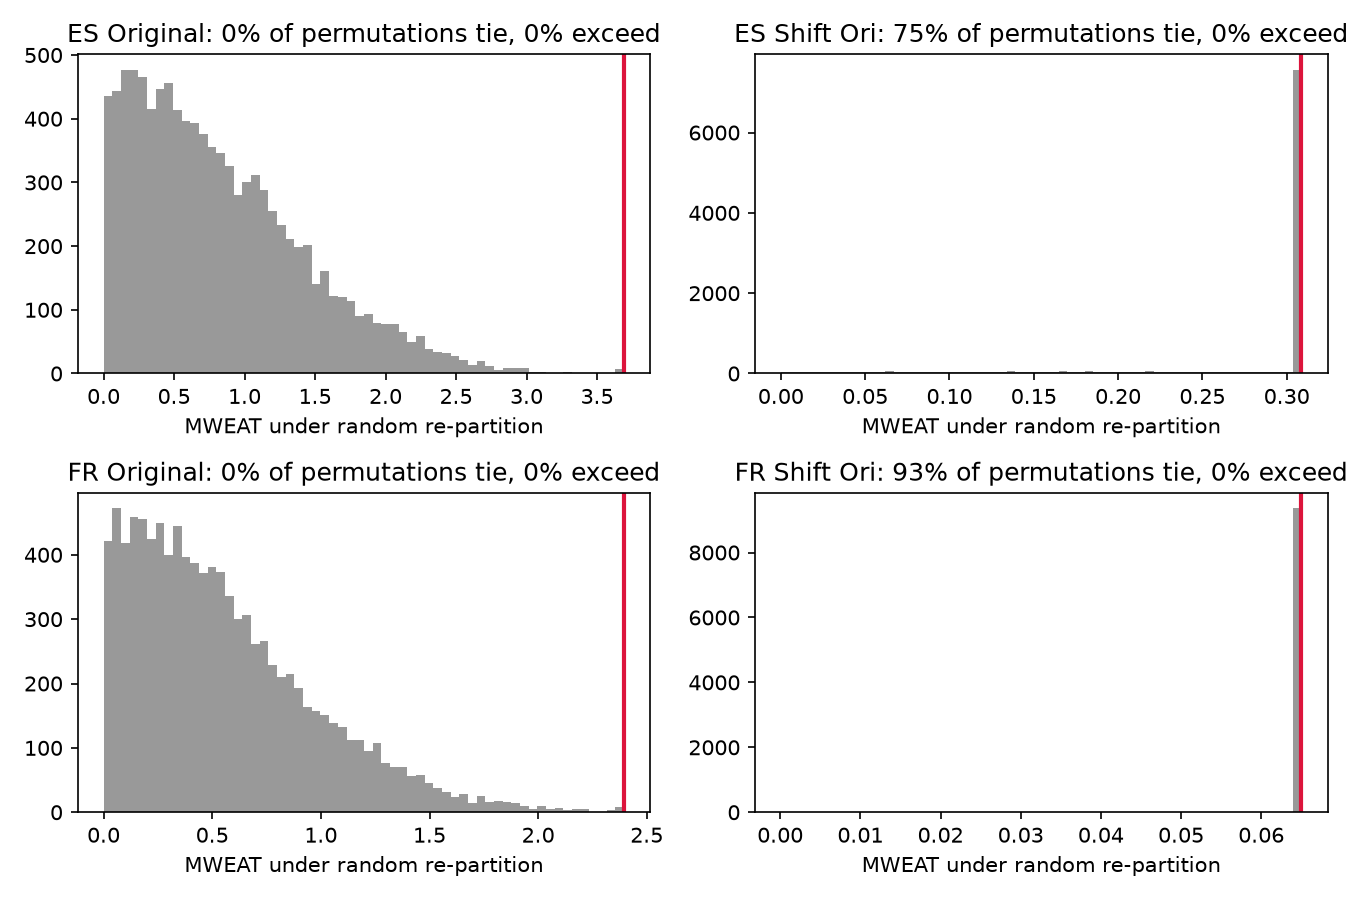 ES Original: 0% of permutations tie, 0% exceed
500
400
300
200
100
0
0.0 0.5 1.0 1.5 2.0 2.5 3.0 3.5
MWEAT under random re-partition
ES Shift Ori: 75% of permutations tie, 0% exceed
6000
4000
2000
0
0.00 0.05 0.10 0.15 0.20 0.25 0.30
MWEAT under random re-partition
FR Original: 0% of permutations tie, 0% exceed
400
300
200
100
0
0.0 0.5 1.0 1.5 2.0 2.5
MWEAT under random re-partition
FR Shift Ori: 93% of permutations tie, 0% exceed
8000
6000
4000
2000
0
0.00 0.01 0.02 0.03 0.04 0.05 0.06
MWEAT under random re-partition